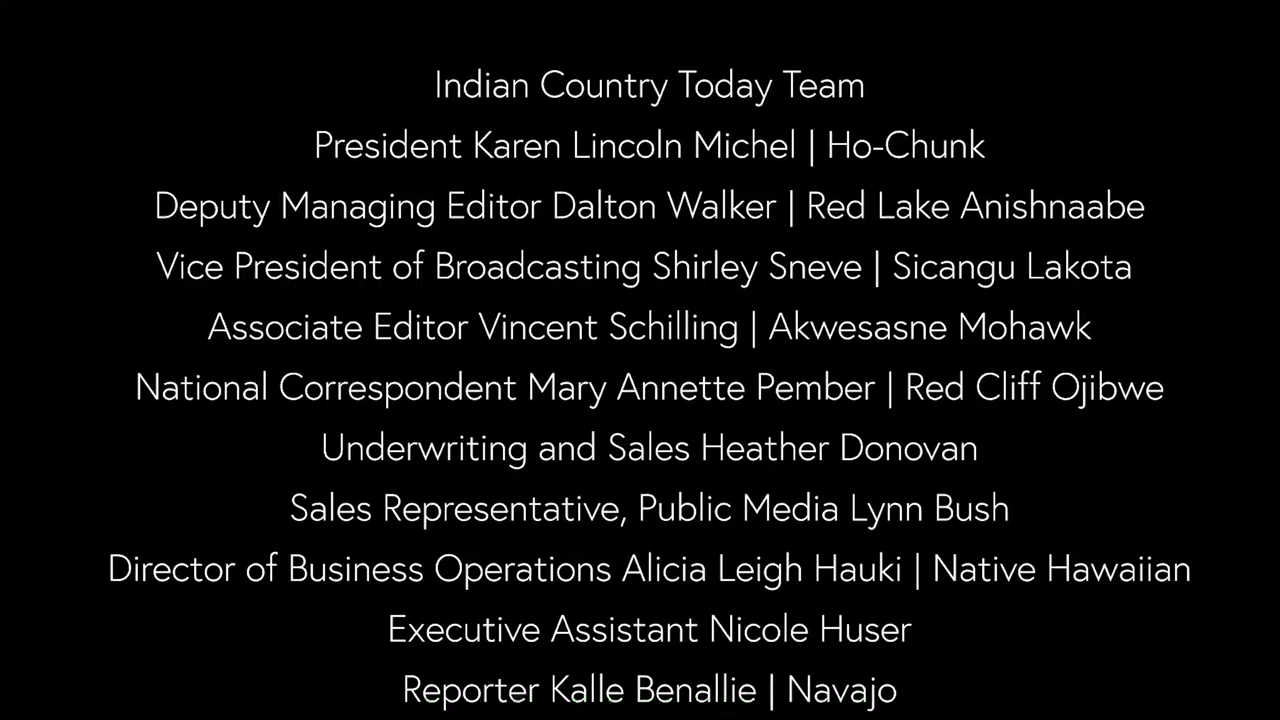 Indian Country Today Team
President Karen Lincoln Michel | Ho-Chunk
Deputy Managing Editor Dalton Walker | Red Lake Anishnaabe
Vice President of Broadcasting Shirley Sneve | Sicangu Lakota
Associate Editor Vincent Schilling | Akwesasne Mohawk
National Correspondent Mary Annette Pember | Red Cliff Ojibwe
Underwriting and Sales Heather Donovan
Sales Representative, Public Media Lynn Bush
Director of Business Operations Alicia Leigh Hauki | Native Hawaiian
Executive Assistant Nicole Huser
Reporter Kalle Benallie | Navajo